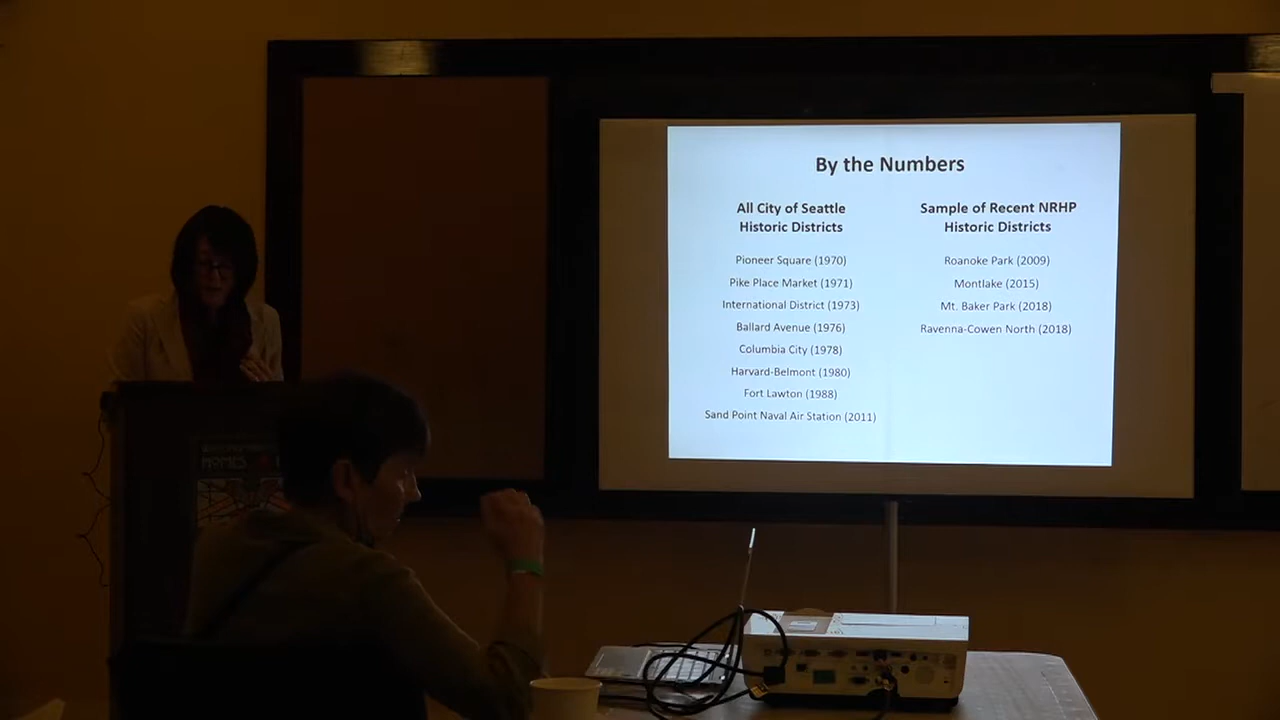 By the Numbers
All City of Seattle
Historic Districts
Pioneer Square (1970)
Pike Place Market (1971)
International District (1973)
Ballard Avenue (1976)
Columbia City (1978)
Harvard-Belmont (1980)
Fort Lawton (1988)
Sand Point Naval Air Station (2011)
Sample of Recent NRHP
Historic Districts
Roanoke Park (2009)
Montlake (2015)
Mt. Baker Park (2018)
Ravenna-Cowen North (2018)
HOMES